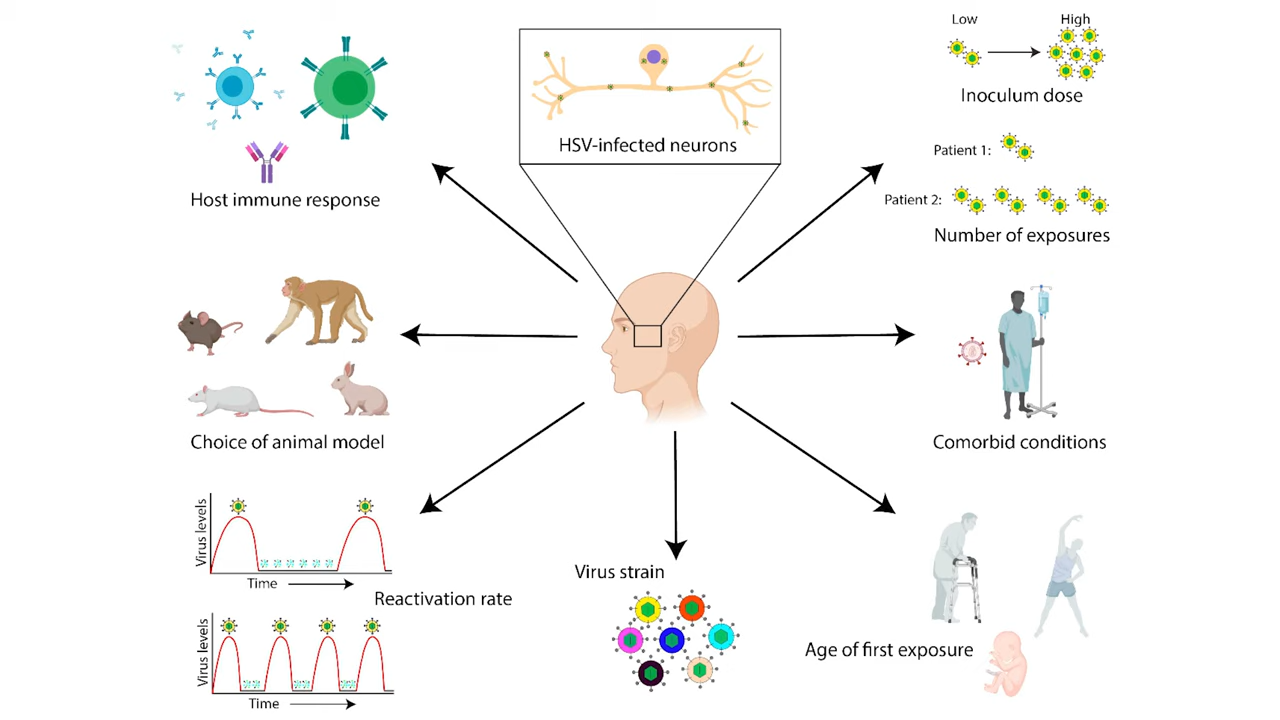 Low
High
Inoculum dose
HSV-infected neurons
Patient 1:
Host immune response
Patient 2:
Number of exposures
Choice of animal model
Comorbid conditions
Virus levels
Time
Reactivation rate
Virus levels
Time
Virus strain
Age of first exposure